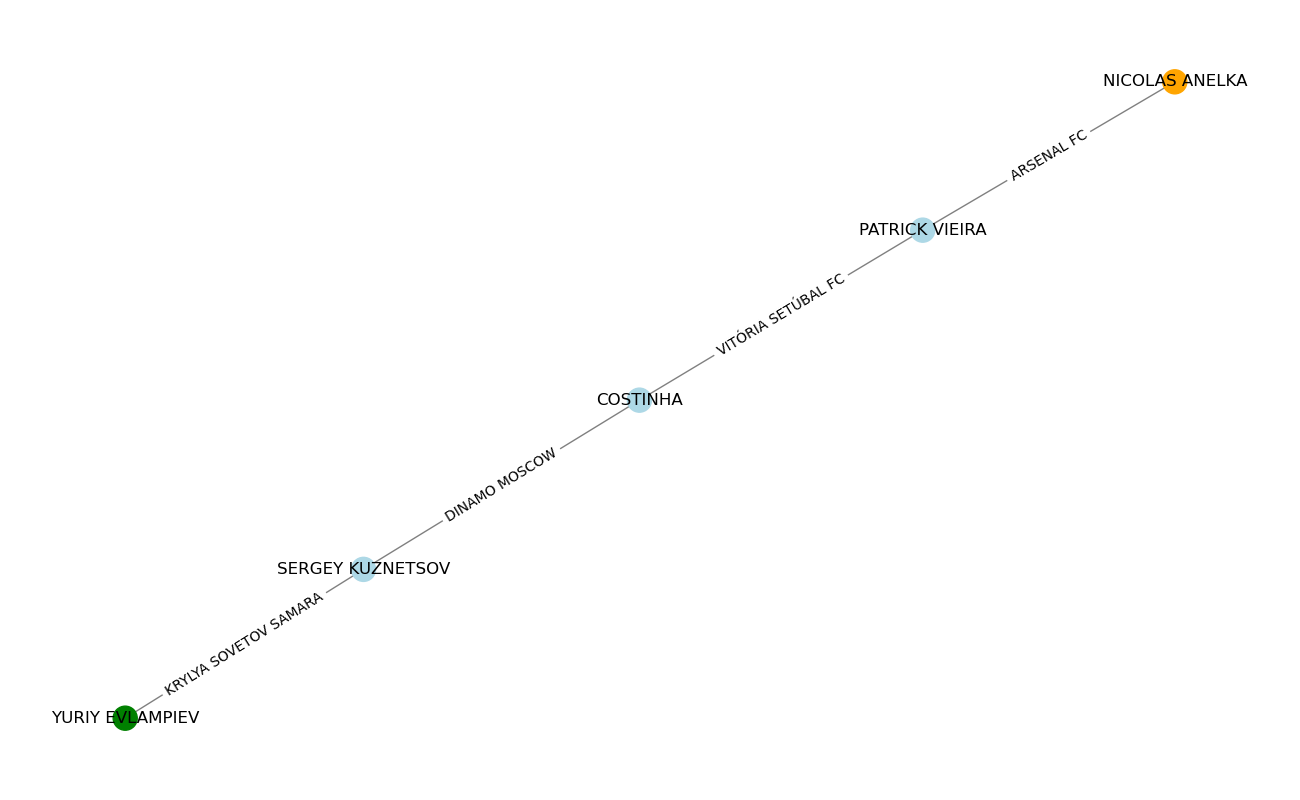 NICOLAS ANELKA
ARSENAL FC
PATRICK VIEIRA
VITÓRIA SETÚBAL FC
COSTINHA
DINAMO MOSCOW
SERGEY KUZNETSOV
KRYLYA SOVETOV SAMARA
YURIY EVLAMPIEV